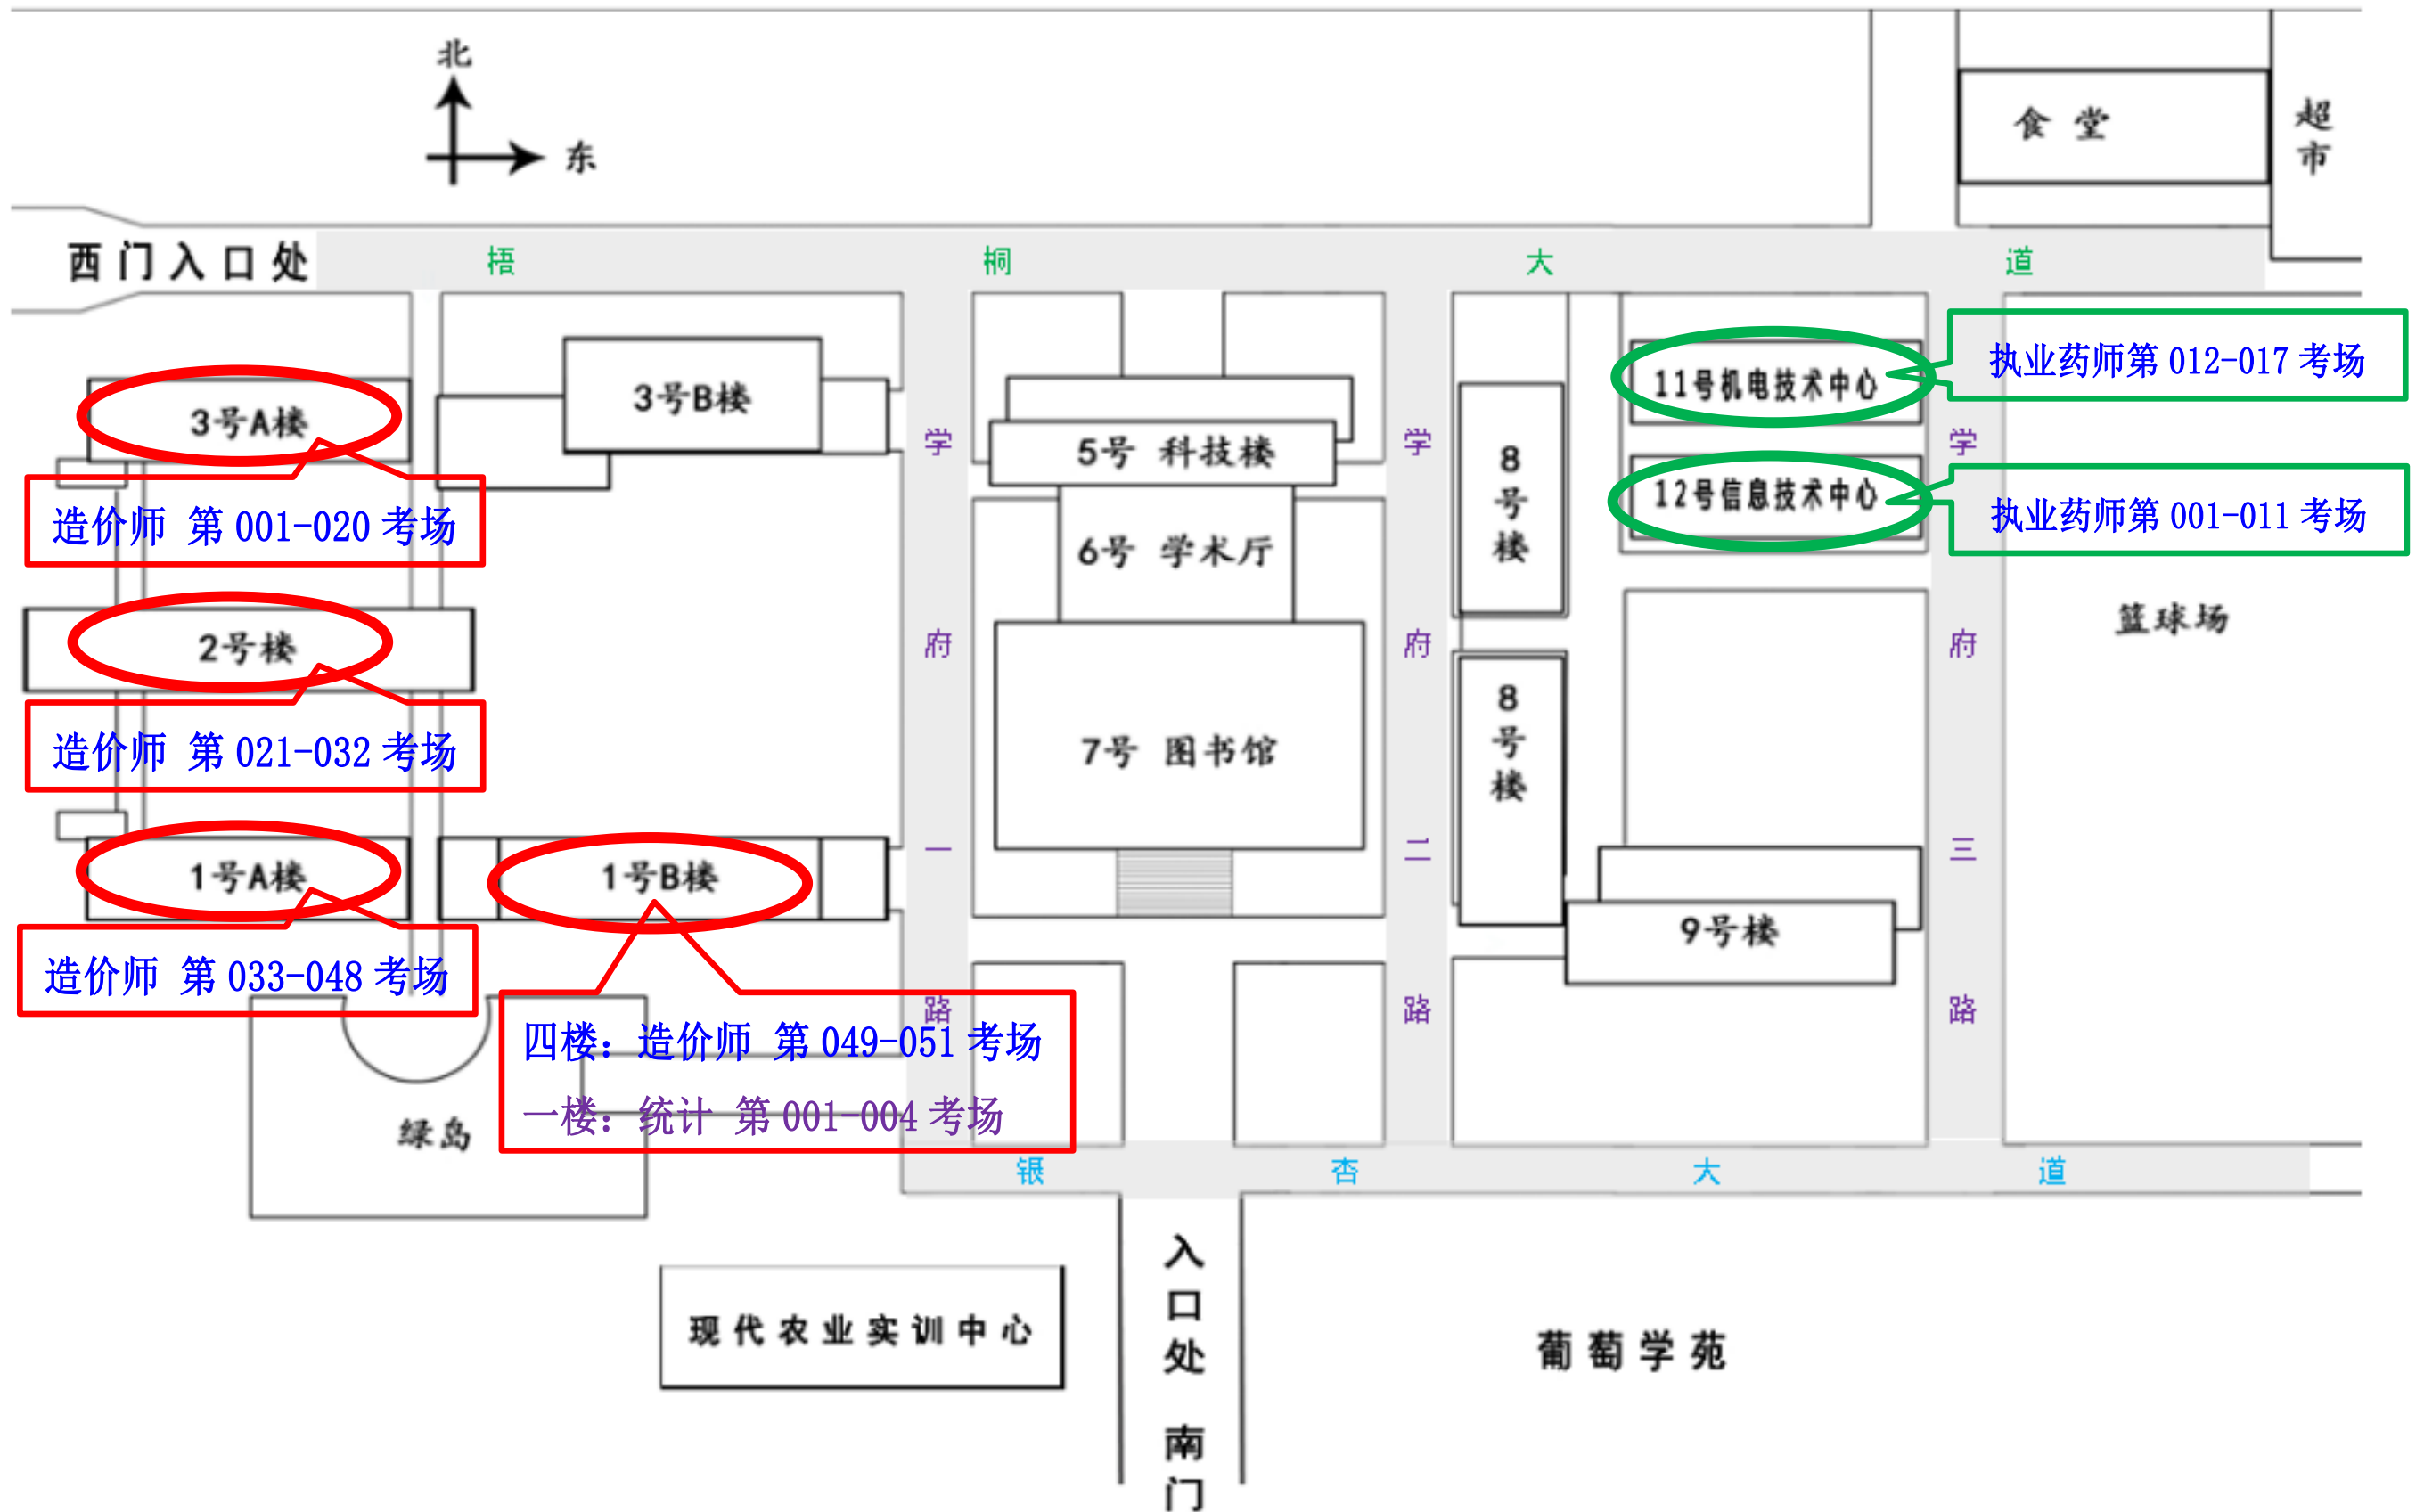 北
东
食 堂
超市
西门入口处
梧桐大道
3号A楼
3号B楼
5号 科技楼
6号 学术厅
7号 图书馆
8号楼
8号楼
11号机电技术中心
执业药师第 012-017 考场
12号信息技术中心
执业药师第 001-011 考场
造价师 第 001-020 考场
2号楼
造价师 第 021-032 考场
1号A楼
造价师 第 033-048 考场
1号B楼
四楼：造价师 第 049-051 考场
一楼：统计 第 001-004 考场
学府一路
学府二路
学府三路
篮球场
9号楼
绿岛
银杏大道
现代农业实训中心
入口处 南门
葡萄学苑